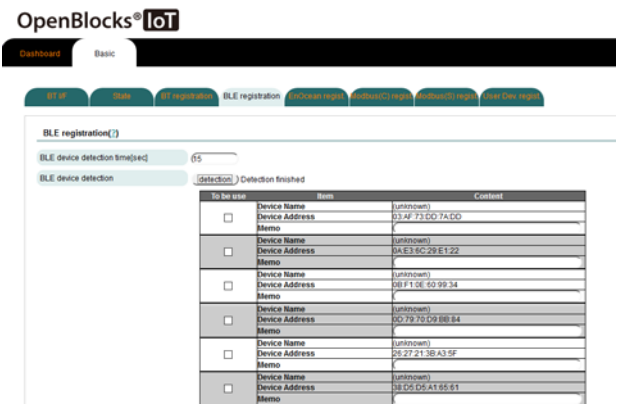 OpenBlocks® IoT
Dashboard Basic
BT I/F State BT registration BLE registration EnOcean regist Modbus(C) regist Modbus(S) regist User Dev regist
BLE registration(?)
BLE device detection time[sec] 15
BLE device detection detection Detection finished
To be use Item Content
Device Name (unknown)
Device Address 03:AF:73:DD:7A:DD
Memo
Device Name (unknown)
Device Address 0A:E3:6C:29:E1:22
Memo
Device Name (unknown)
Device Address 0B:F1:0E:60:99:34
Memo
Device Name (unknown)
Device Address 0D:79:70:D9:BB:84
Memo
Device Name (unknown)
Device Address 26:27:21:3B:A3:5F
Memo
Device Name (unknown)
Device Address 38:D5:D5:A1:65:61
Memo